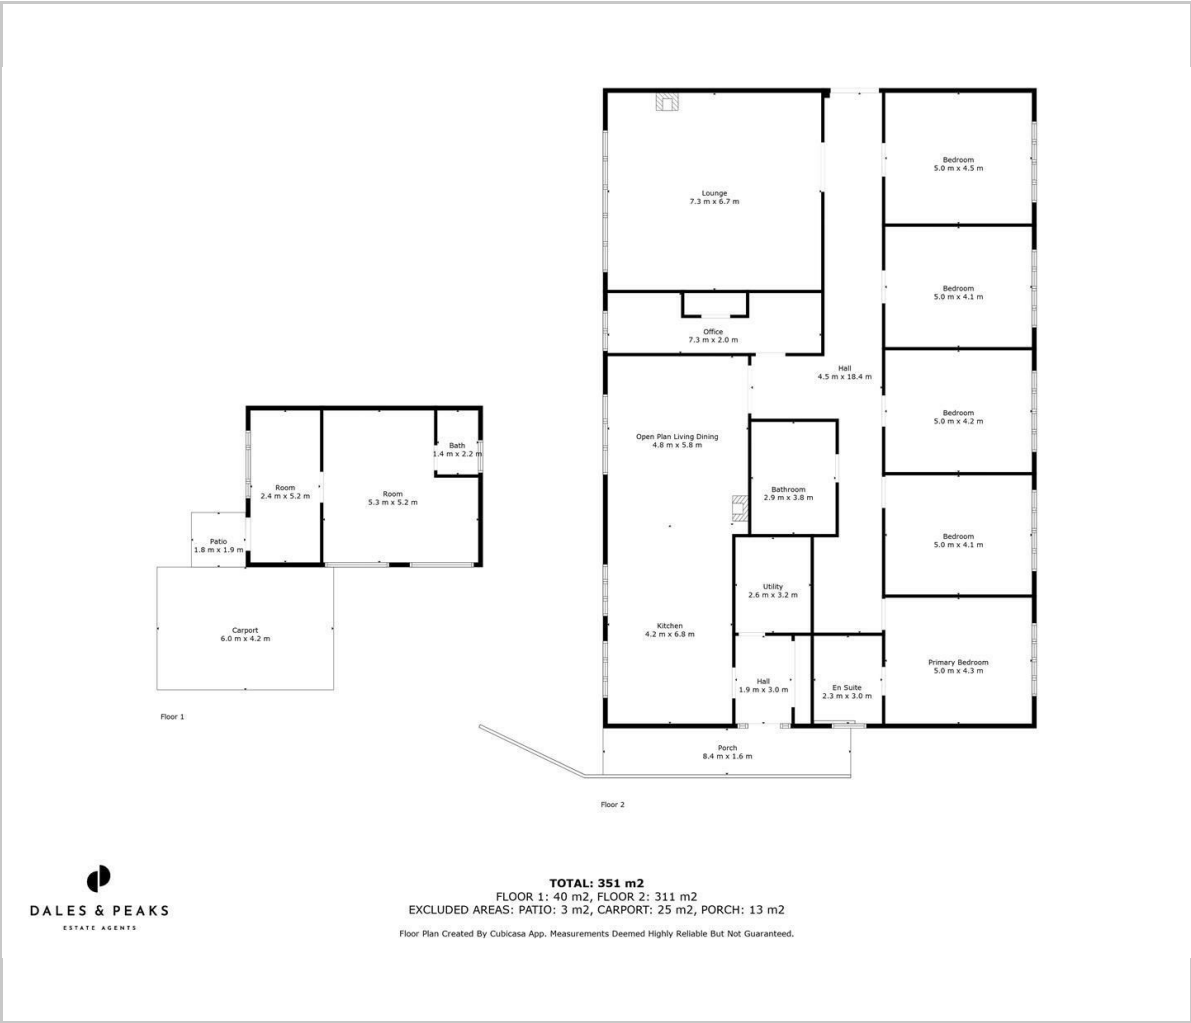 Bedroom
5.0 m x 4.5 m
Lounge
7.3 m x 6.7 m
Bedroom
5.0 m x 4.1 m
Office
7.3 m x 2.0 m
Hall
4.5 m x 18.4 m
Bedroom
5.0 m x 4.2 m
Open Plan Living Dining
4.8 m x 5.8 m
Bath
1.4 m x 2.2 m
Room
2.4 m x 5.2 m
Room
5.3 m x 5.2 m
Bathroom
2.9 m x 3.8 m
Patio
1.8 m x 1.9 m
Bedroom
5.0 m x 4.1 m
Utility
2.6 m x 3.2 m
Carport
6.0 m x 4.2 m
Kitchen
4.2 m x 6.8 m
Primary Bedroom
5.0 m x 4.3 m
Hall
1.9 m x 3.0 m
En Suite
2.3 m x 3.0 m
Floor 1
Porch
8.4 m x 1.6 m
Floor 2
DALES & PEAKS
ESTATE AGENTS
TOTAL: 351 m2
FLOOR 1: 40 m2, FLOOR 2: 311 m2
EXCLUDED AREAS: PATIO: 3 m2, CARPORT: 25 m2, PORCH: 13 m2
Floor Plan Created By Cubicasa App. Measurements Deemed Highly Reliable But Not Guaranteed.